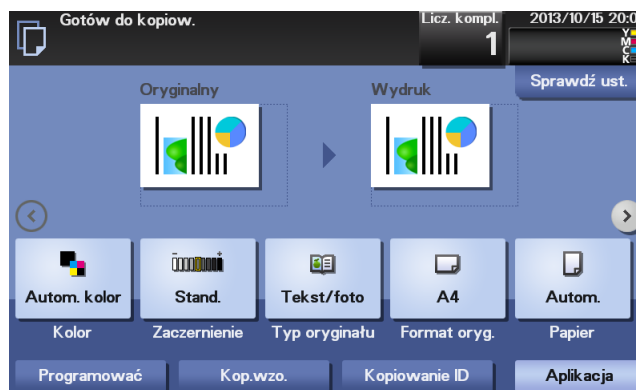 Gotów do kopiow.
Licz. kompl.
1
2013/10/15 20:0
Y
M
C
K
Sprawdź ust.
Oryginalny
Wydruk
Autom. kolor
Stand.
Tekst/foto
A4
Autom.
Kolor
Zaczernienie
Typ oryginału
Format oryg.
Papier
Programować
Kop.wzo.
Kopiowanie ID
Aplikacja